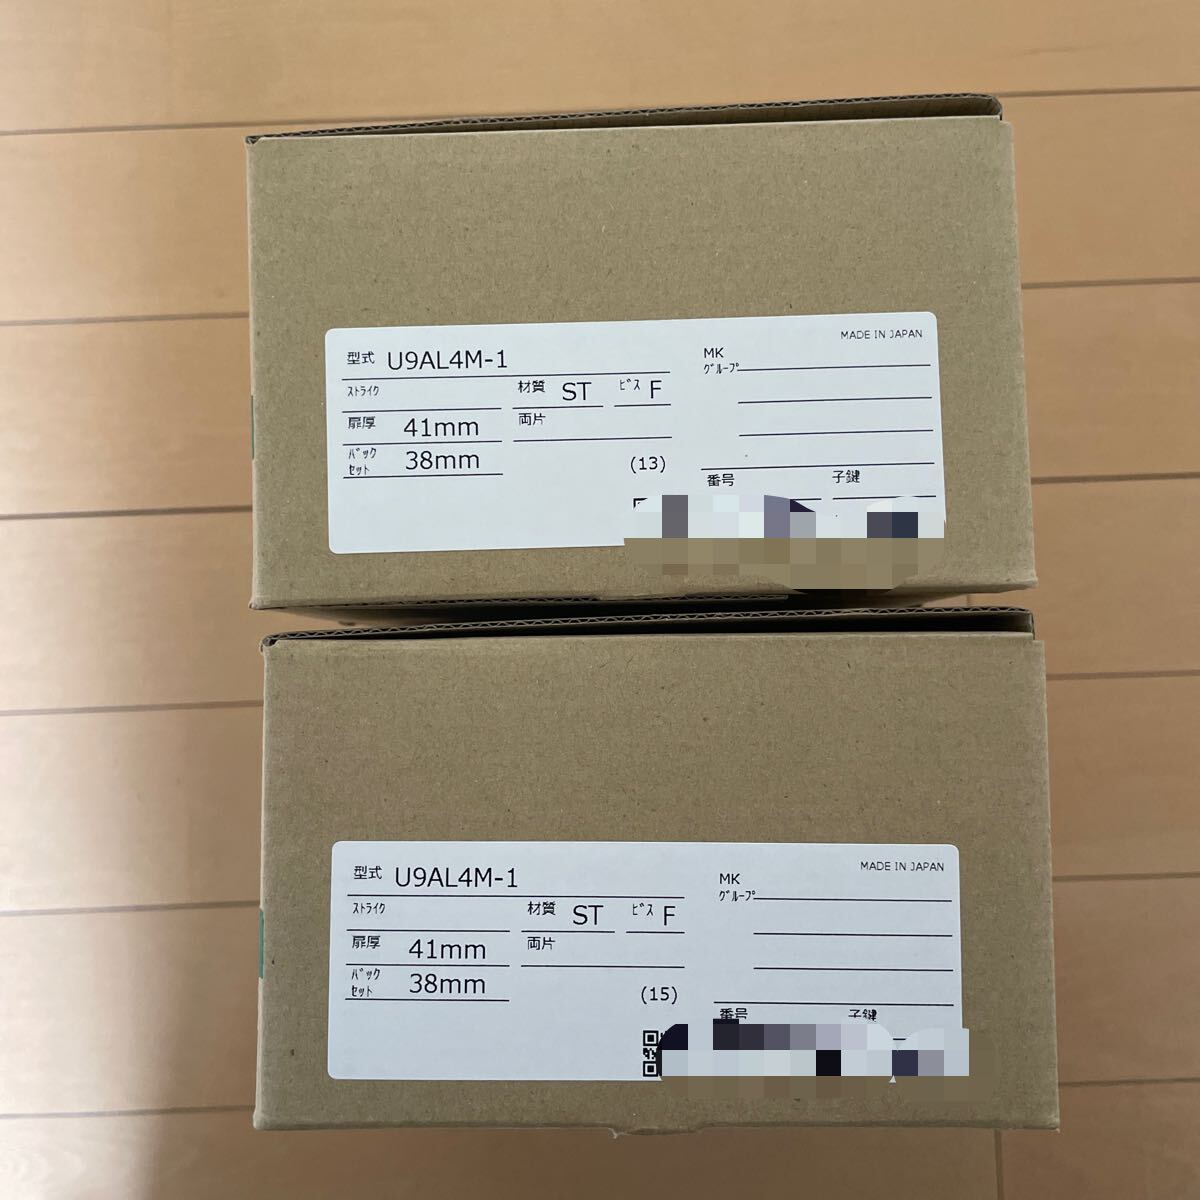 MADE IN JAPAN
型式 U9AL4M-1
MK
ｸﾞﾙｰﾌﾟ
ｽﾄﾗｲｸ 材質 ST ﾋﾞｽ F
扉厚 41mm 両片
ﾊﾞｯｸ
ｾｯﾄ 38mm
(13)
番号 子鍵
MADE IN JAPAN
型式 U9AL4M-1
MK
ｸﾞﾙｰﾌﾟ
ｽﾄﾗｲｸ 材質 ST ﾋﾞｽ F
扉厚 41mm 両片
ﾊﾞｯｸ
ｾｯﾄ 38mm
(15)
番号 子鍵